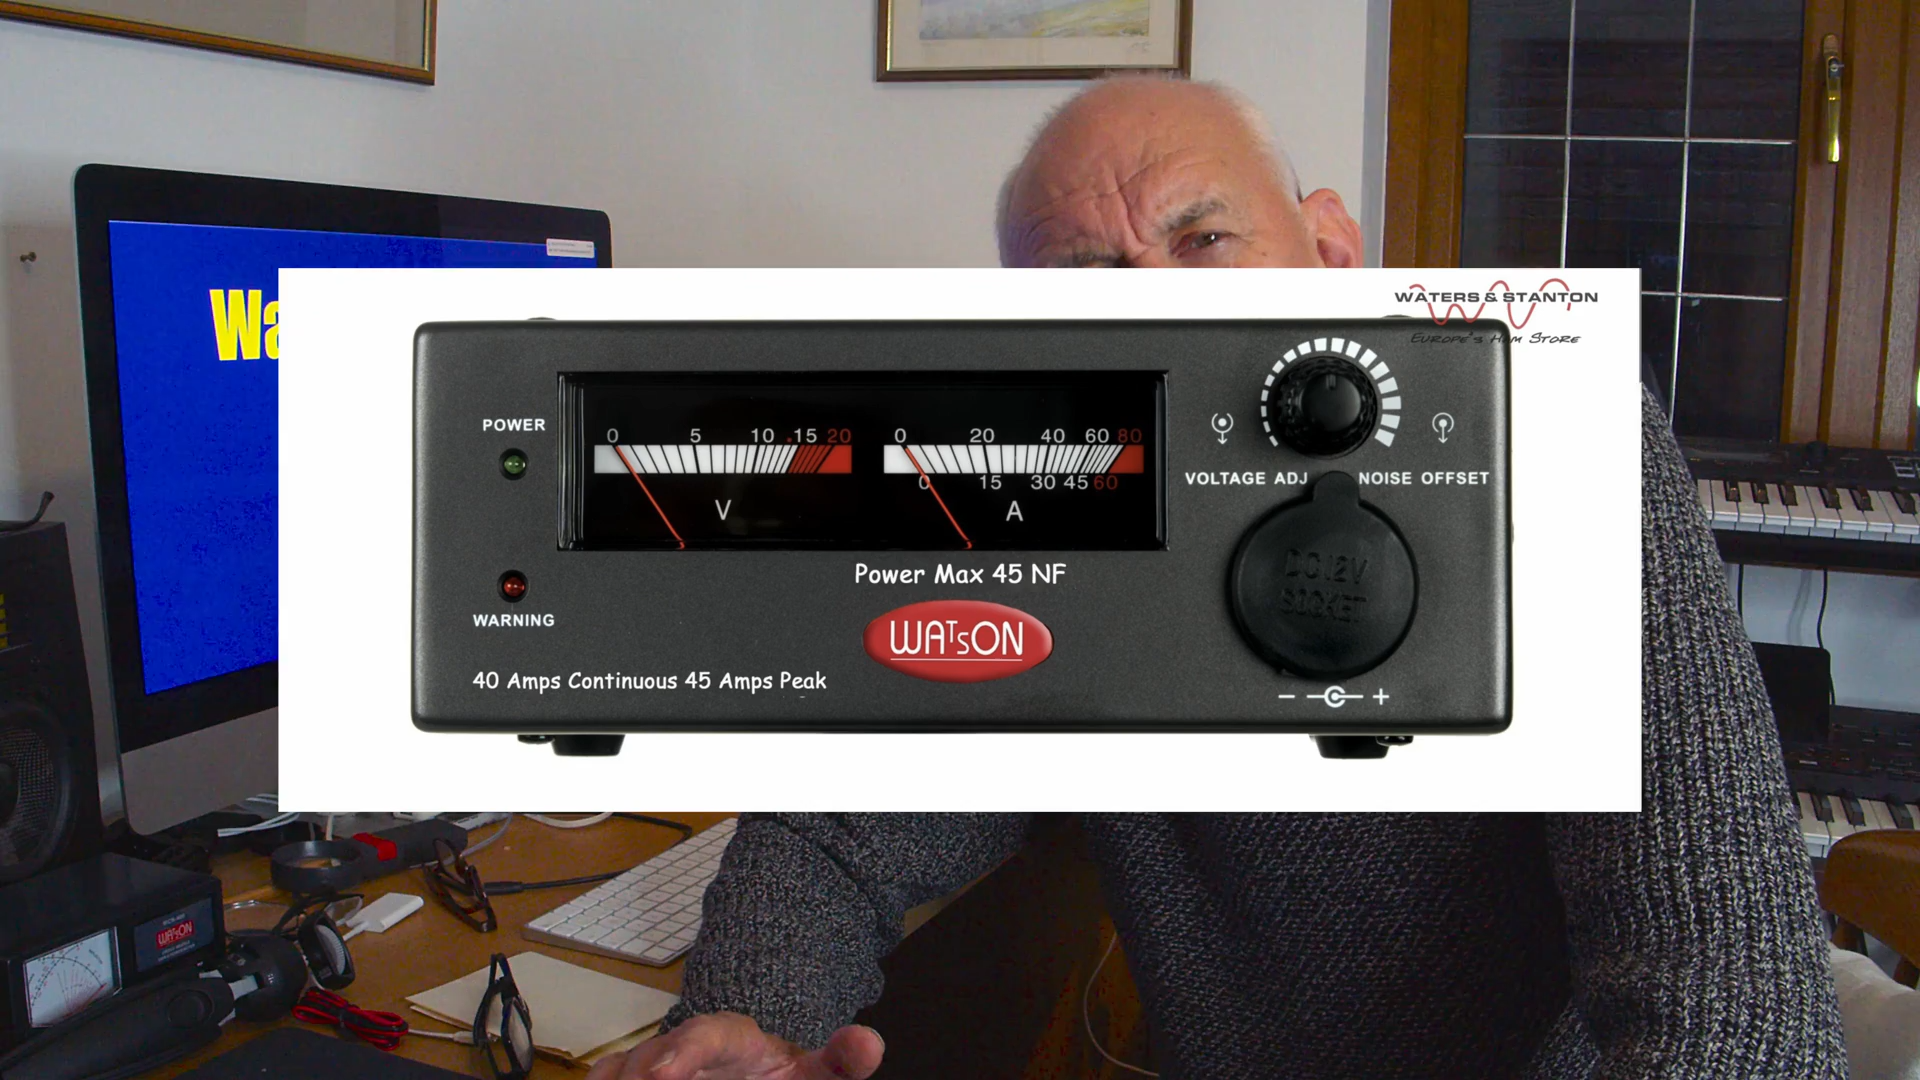 Wa
WATERS & STANTON
EUROPE'S HAM STORE
POWER
0 5 10 .15 20
V
0 20 40 60 80
0 15 30 45 60
A
VOLTAGE ADJ
NOISE OFFSET
DC12V
SOCKET
WARNING
Power Max 45 NF
WATSON
40 Amps Continuous 45 Amps Peak
− +
WATSON